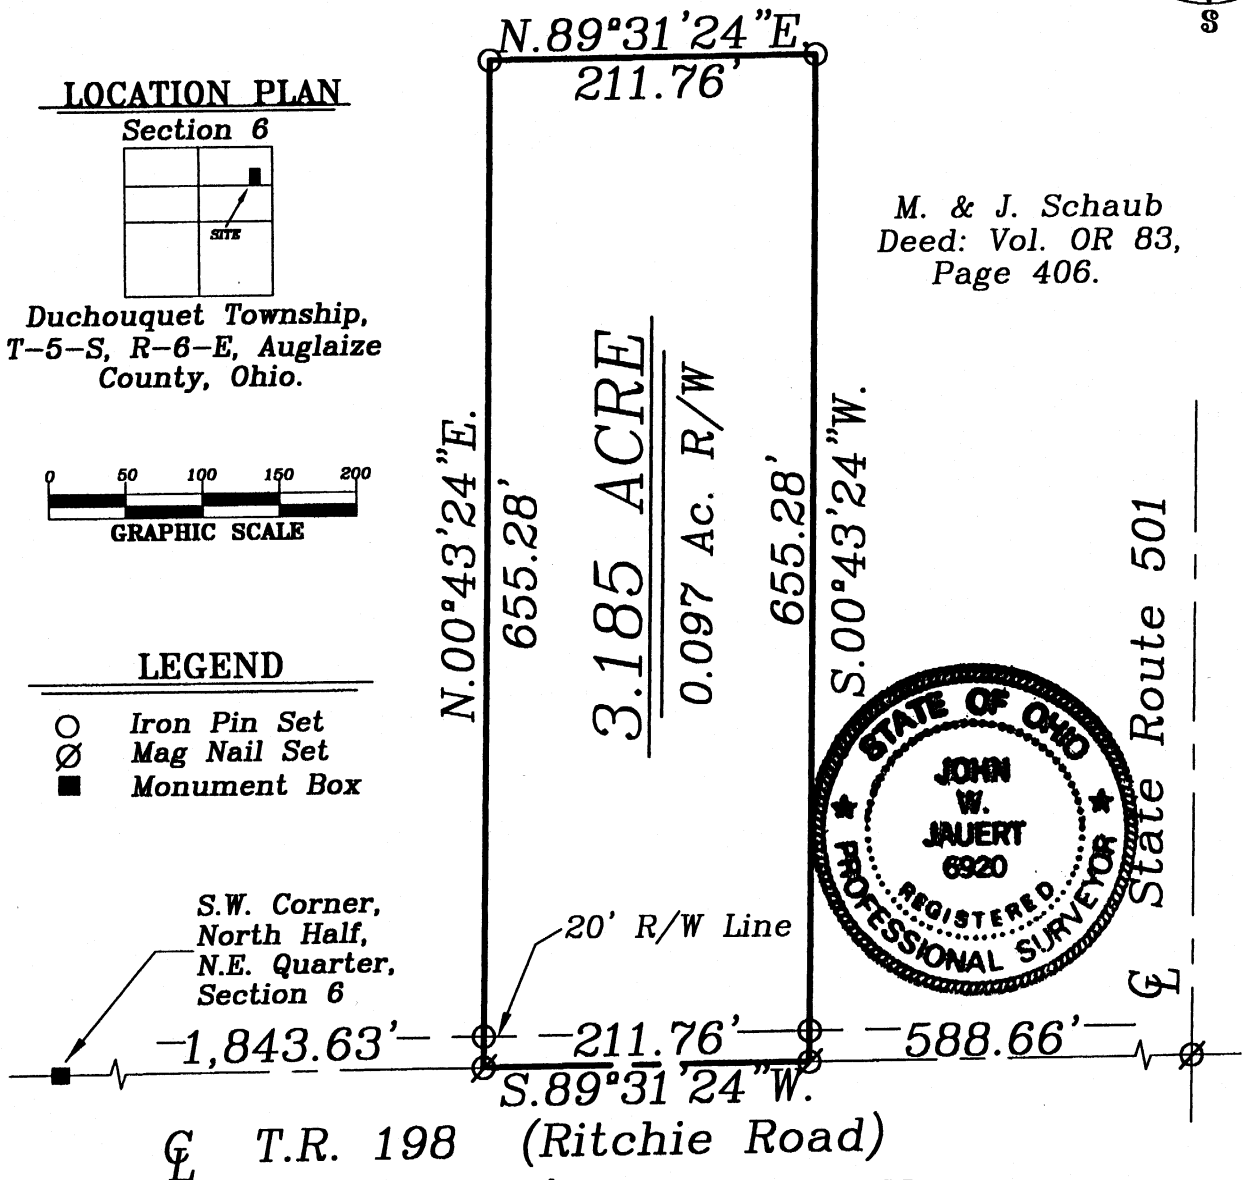 S
N.89°31'24"E.
211.76'
LOCATION PLAN
Section 6
SITE
Duchouquet Township,
T-5-S, R-6-E, Auglaize
County, Ohio.
M. & J. Schaub
Deed: Vol. OR 83,
Page 406.
0 50 100 150 200
GRAPHIC SCALE
N.00°43'24"E.
655.28'
3.185 ACRE
0.097 Ac. R/W
655.28'
S.00°43'24"W.
State Route 501
LEGEND
Iron Pin Set
Mag Nail Set
Monument Box
STATE OF OHIO
JOHN
W.
JAUERT
6920
REGISTERED
PROFESSIONAL SURVEYOR
S.W. Corner,
North Half,
N.E. Quarter,
Section 6
20' R/W Line
℄
1,843.63' 211.76' 588.66'
S.89°31'24"W.
℄ T.R. 198 (Ritchie Road)